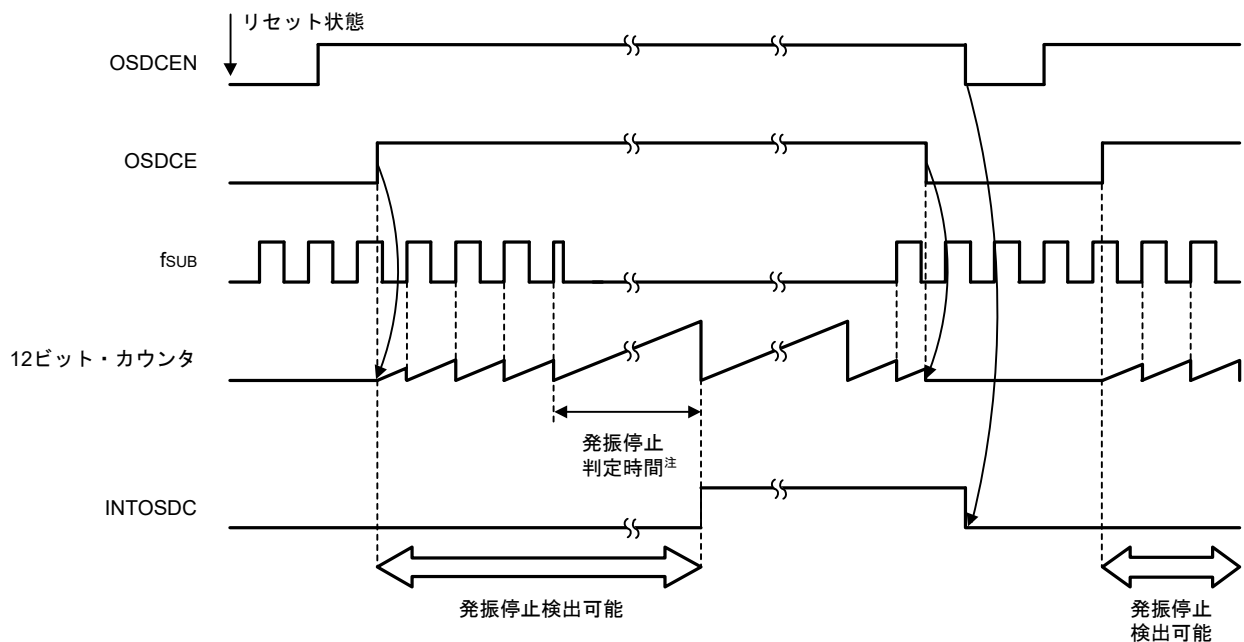 リセット状態
OSDCEN
OSDCE
fSUB
12ビット・カウンタ
発振停止
判定時間注
INTOSDC
発振停止検出可能
発振停止
検出可能